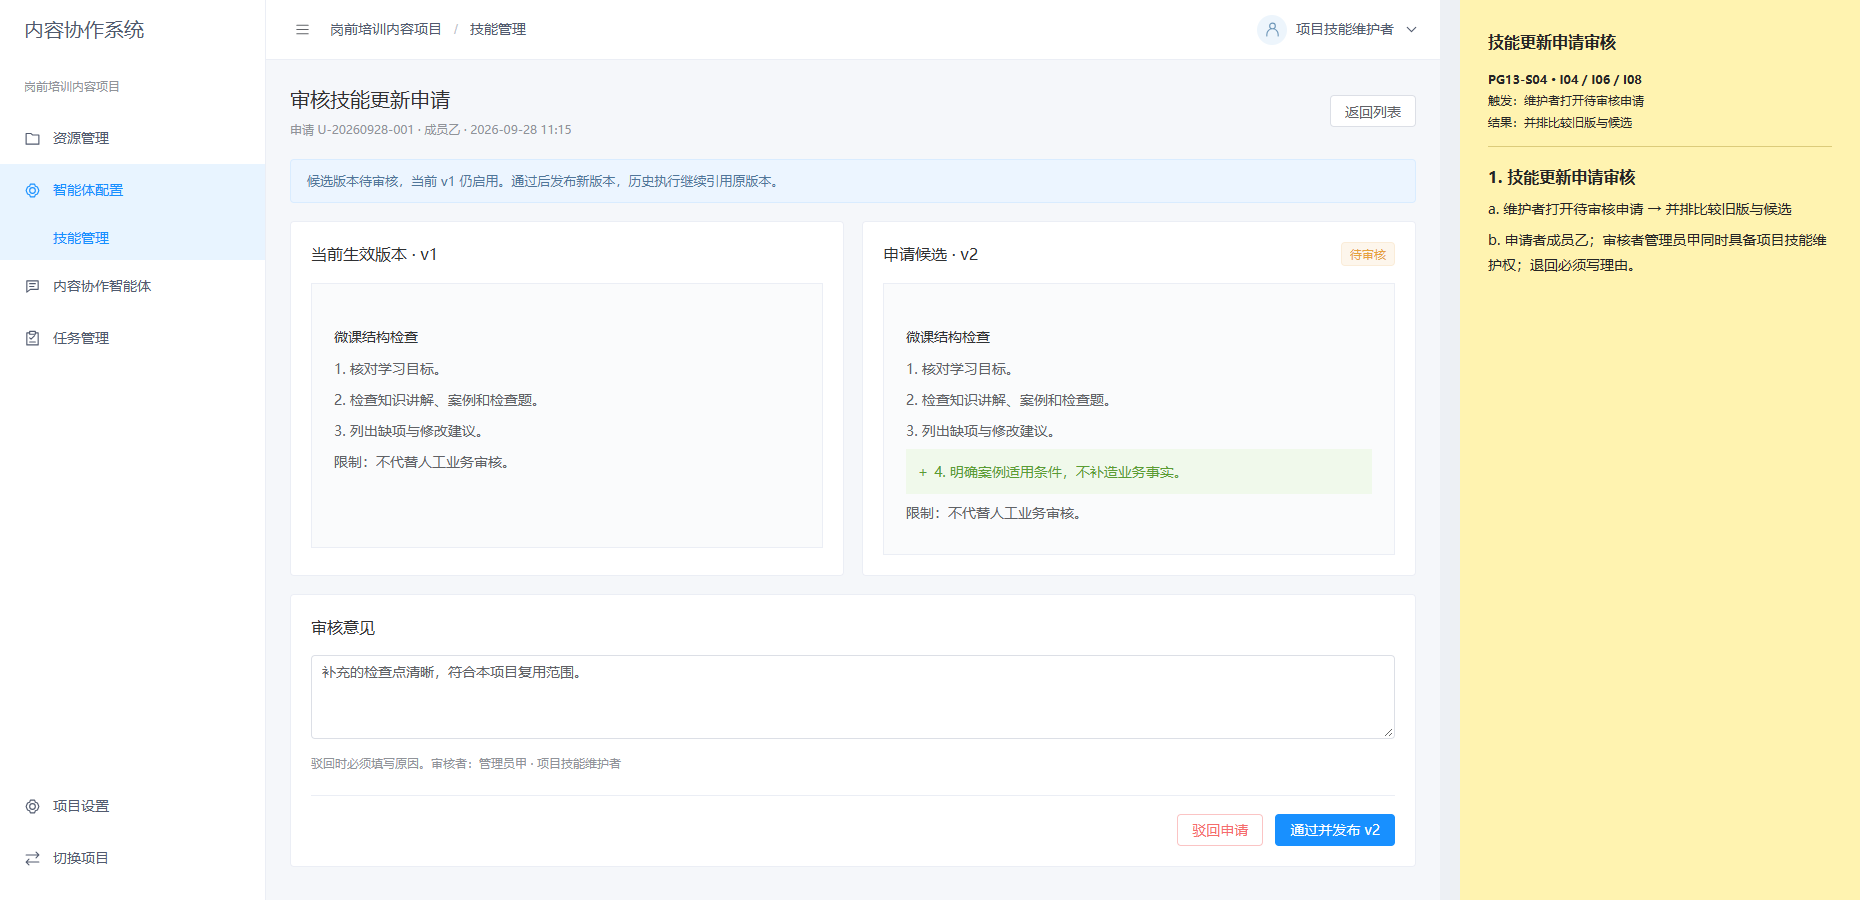 内容协作系统
岗前培训内容项目
资源管理
智能体配置
技能管理
内容协作智能体
任务管理
项目设置
切换项目
岗前培训内容项目 / 技能管理
项目技能维护者
审核技能更新申请
申请 U-20260928-001 · 成员乙 · 2026-09-28 11:15
返回列表
候选版本待审核，当前 v1 仍启用。通过后发布新版本，历史执行继续引用原版本。
当前生效版本 · v1
微课结构检查
1. 核对学习目标。
2. 检查知识讲解、案例和检查题。
3. 列出缺项与修改建议。
限制：不代替人工业务审核。
申请候选 · v2
待审核
微课结构检查
1. 核对学习目标。
2. 检查知识讲解、案例和检查题。
3. 列出缺项与修改建议。
+ 4. 明确案例适用条件，不补造业务事实。
限制：不代替人工业务审核。
审核意见
补充的检查点清晰，符合本项目复用范围。
驳回时必须填写原因。审核者：管理员甲 · 项目技能维护者
驳回申请
通过并发布 v2
技能更新申请审核
PG13-S04 • I04 / I06 / I08
触发：维护者打开待审核申请
结果：并排比较旧版与候选
1. 技能更新申请审核
a. 维护者打开待审核申请 → 并排比较旧版与候选
b. 申请者成员乙；审核者管理员甲同时具备项目技能维
护权；退回必须写理由。